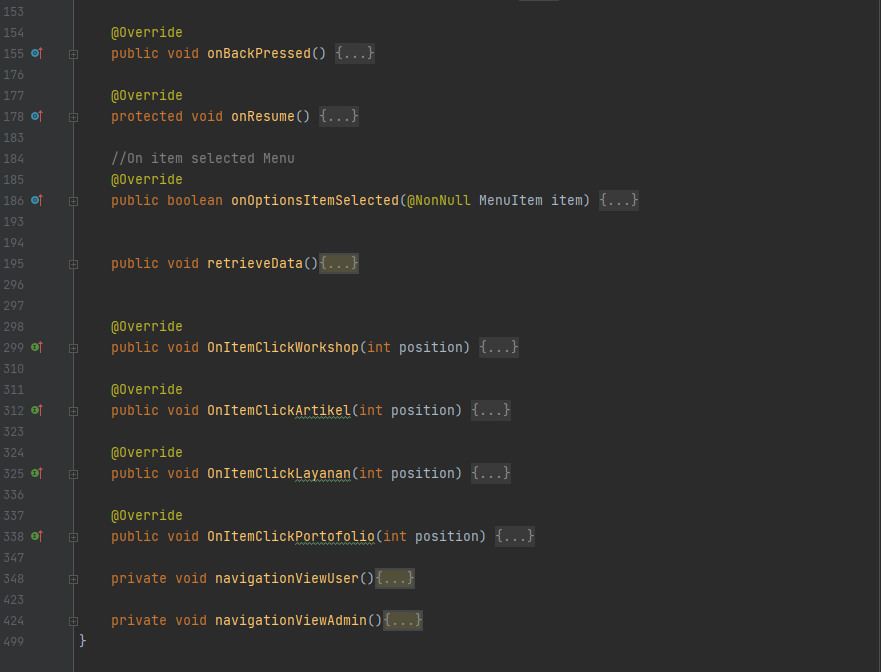 153
154 @Override
155 public void onBackPressed() {...}
176
177 @Override
178 protected void onResume() {...}
183
184 //On item selected Menu
185 @Override
186 public boolean onOptionsItemSelected(@NonNull MenuItem item) {...}
193
194
195 public void retrieveData(){...}
296
297
298 @Override
299 public void OnItemClickWorkshop(int position) {...}
310
311 @Override
312 public void OnItemClickArtikel(int position) {...}
323
324 @Override
325 public void OnItemClickLayanan(int position) {...}
336
337 @Override
338 public void OnItemClickPortofolio(int position) {...}
347
348 private void navigationViewUser(){...}
423
424 private void navigationViewAdmin(){...}
499 }